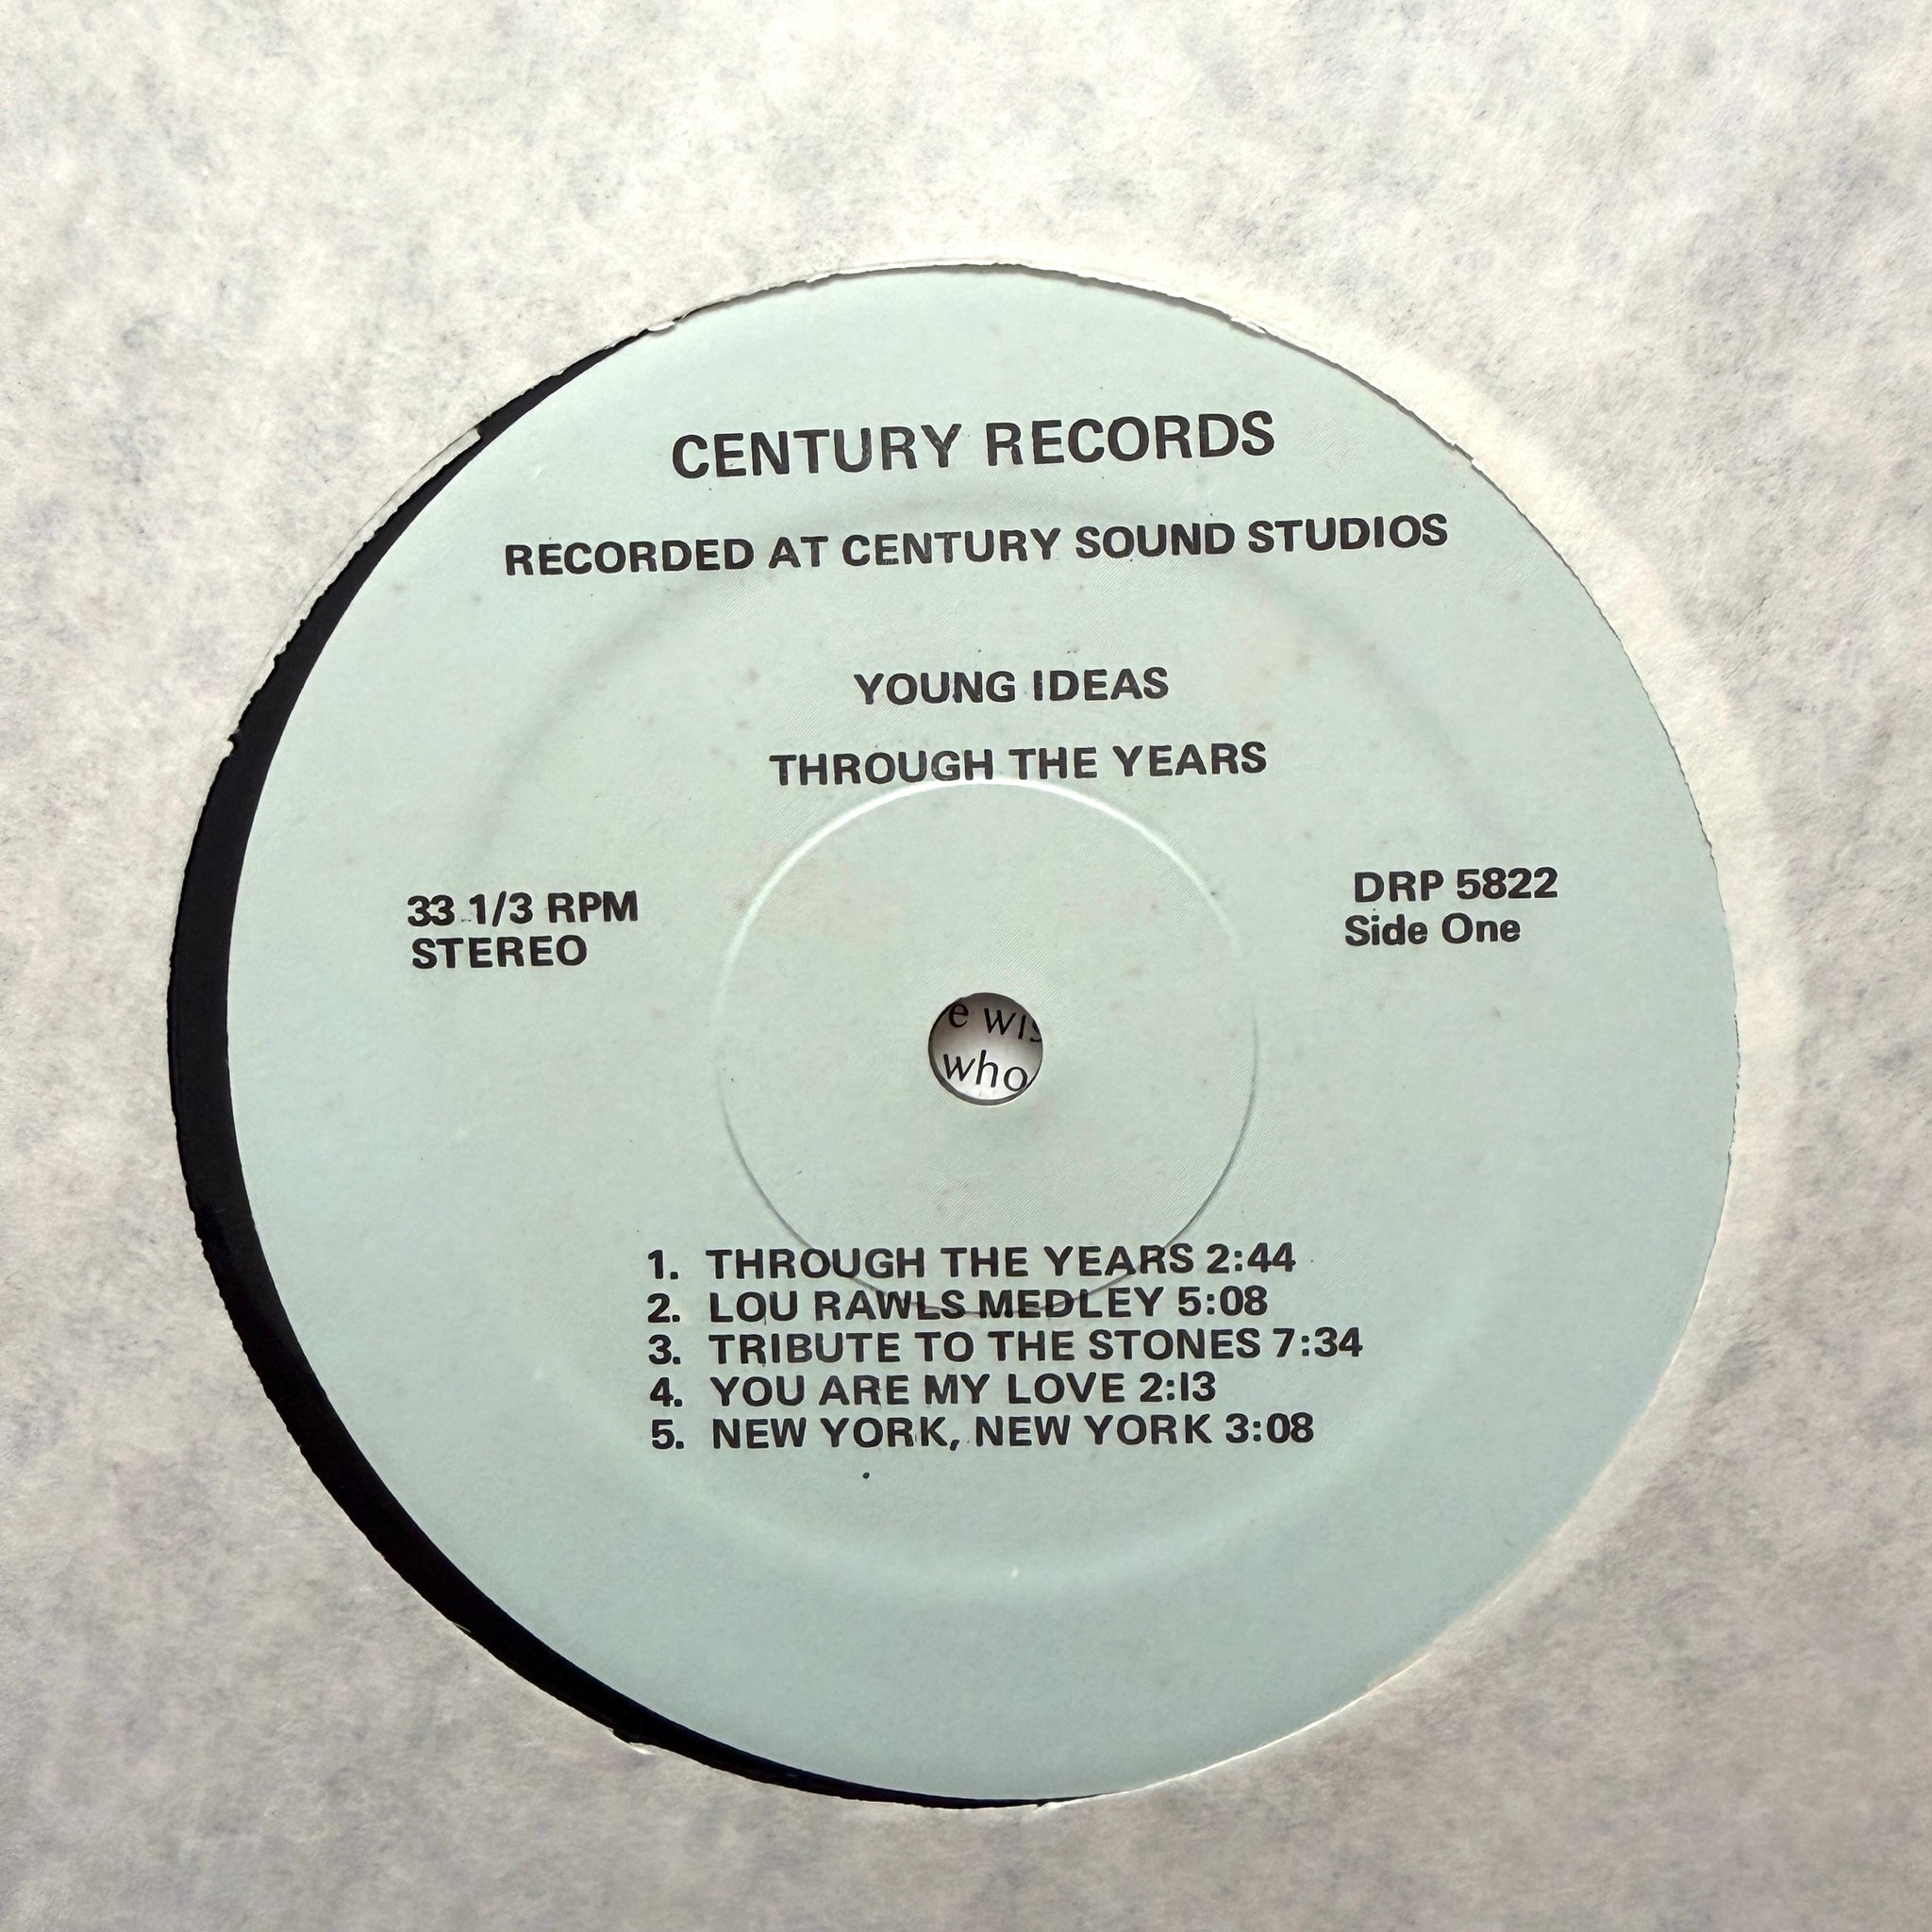 CENTURY RECORDS
RECORDED AT CENTURY SOUND STUDIOS
YOUNG IDEAS
THROUGH THE YEARS
33 1/3 RPM
STEREO
DRP 5822
Side One
e wis
who
1. THROUGH THE YEARS 2:44
2. LOU RAWLS MEDLEY 5:08
3. TRIBUTE TO THE STONES 7:34
4. YOU ARE MY LOVE 2:13
5. NEW YORK, NEW YORK 3:08